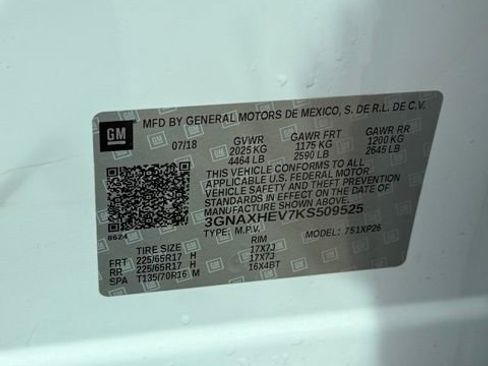 GM
MFD BY GENERAL MOTORS DE MEXICO, S. DE R.L. DE C.V.
07/18 GVWR GAWR FRT GAWR RR
2025 KG 1175 KG 1200 KG
4464 LB 2590 LB 2645 LB
THIS VEHICLE CONFORMS TO ALL
APPLICABLE U.S. FEDERAL MOTOR
VEHICLE SAFETY AND THEFT PREVENTION
STANDARDS IN EFFECT ON THE DATE OF
MANUFACTURE SHOWN ABOVE.
3GNAXHEV7KS509525
8624 TYPE: M.P.V. MODEL: 751XP26
TIRE SIZE RIM
FRT 225/65R17 H 17X7J
RR 225/65R17 H 17X7J
SPA T135/70R16 M 16X4BT